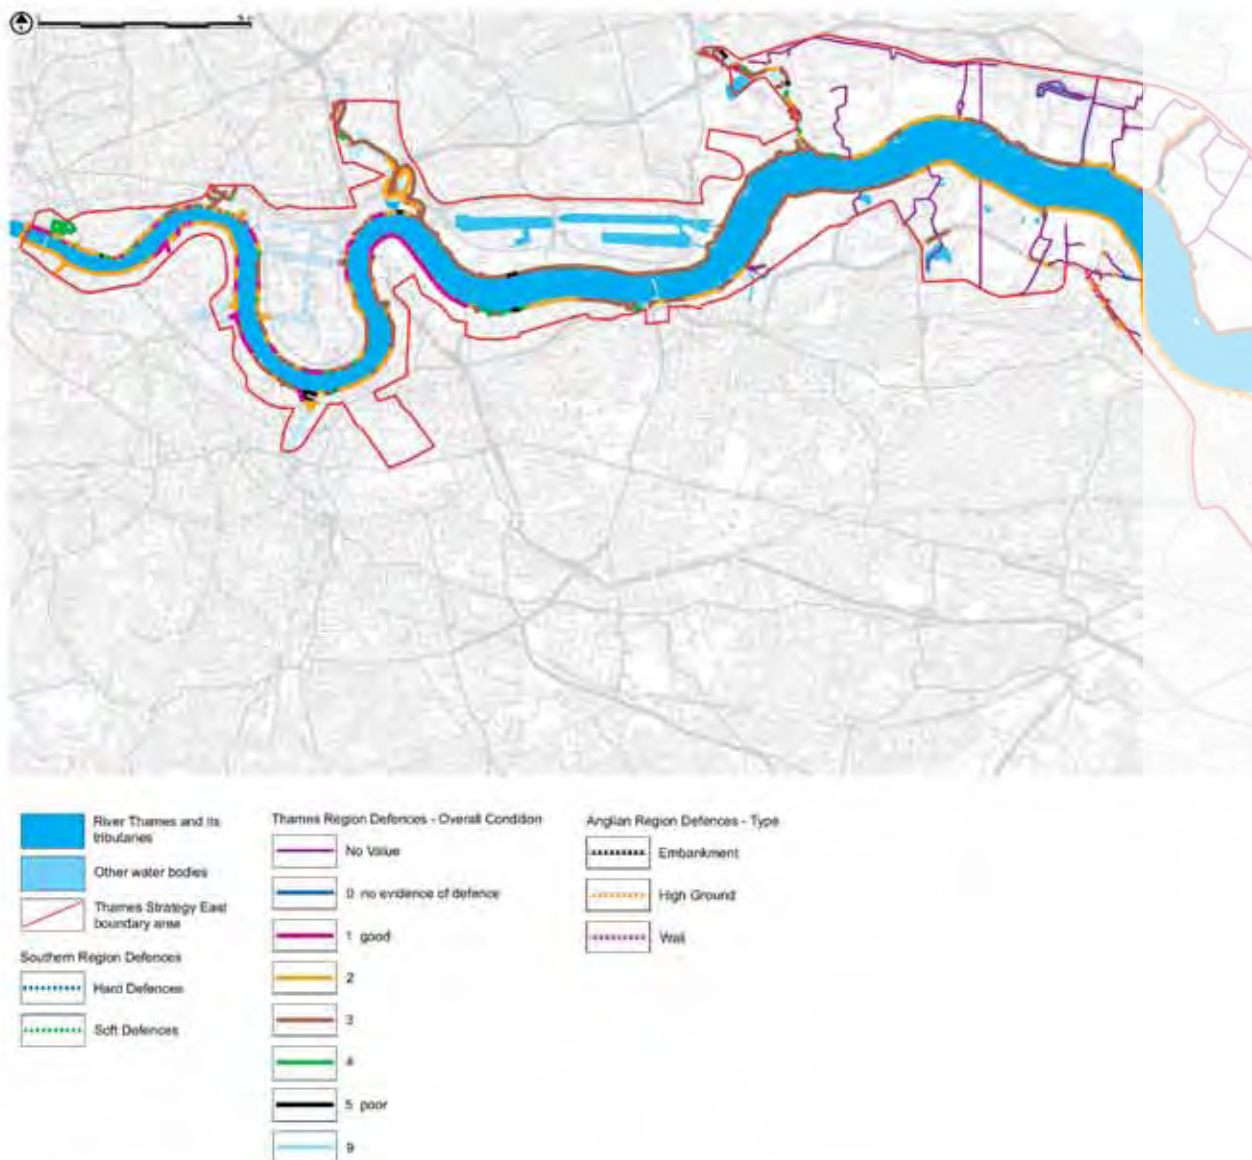 River Thames and its
tributaries
Other water bodies
Thames Strategy East
boundary area
Southern Region Defences
Hard Defences
Soft Defences
Thames Region Defences - Overall Condition
No Value
0 no evidence of defence
1 good
2
3
4
5 poor
9
Anglian Region Defences - Type
Embankment
High Ground
Wall